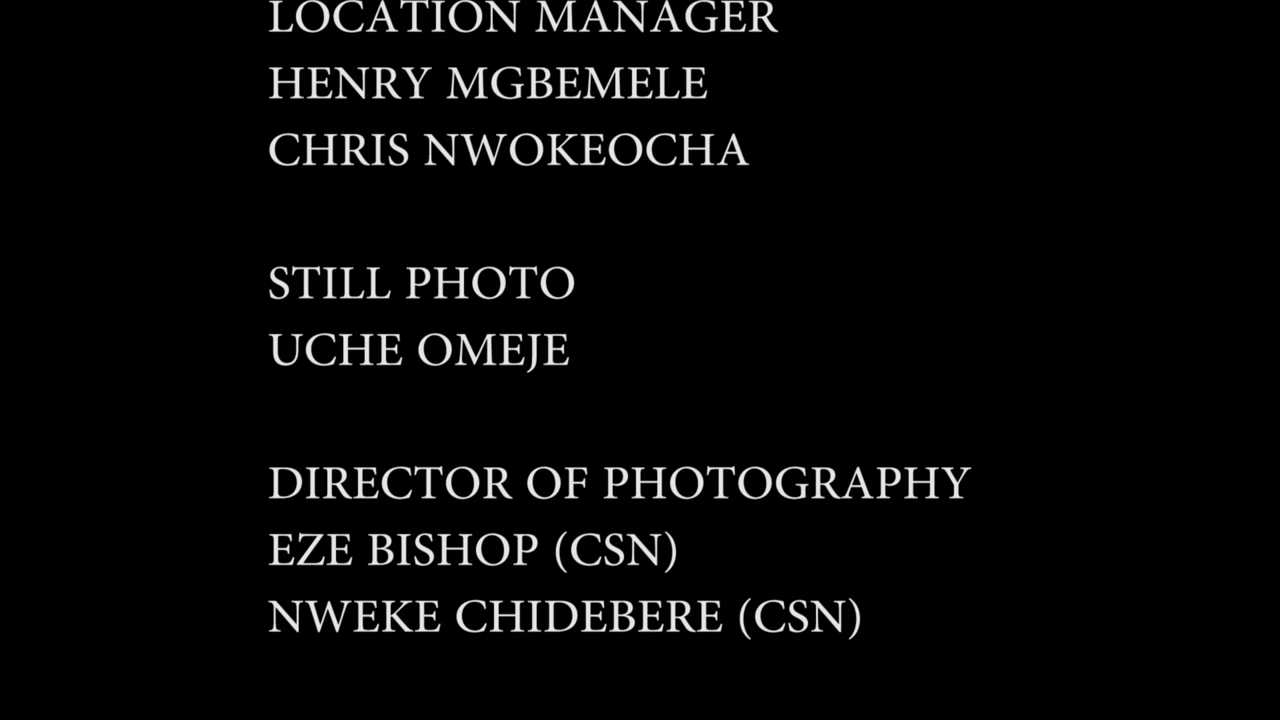 LOCATION MANAGER
HENRY MGBEMELE
CHRIS NWOKEOCHA
STILL PHOTO
UCHE OMEJE
DIRECTOR OF PHOTOGRAPHY
EZE BISHOP (CSN)
NWEKE CHIDEBERE (CSN)